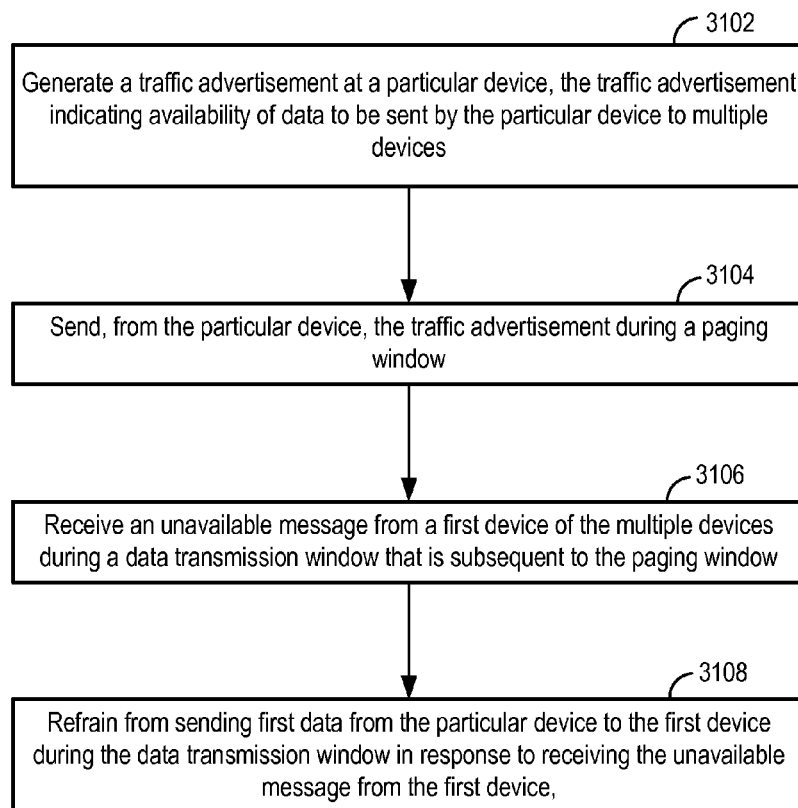 3102
Generate a traffic advertisement at a particular device, the traffic advertisement
indicating availability of data to be sent by the particular device to multiple
devices
3104
Send, from the particular device, the traffic advertisement during a paging
window
3106
Receive an unavailable message from a first device of the multiple devices
during a data transmission window that is subsequent to the paging window
3108
Refrain from sending first data from the particular device to the first device
during the data transmission window in response to receiving the unavailable
message from the first device,